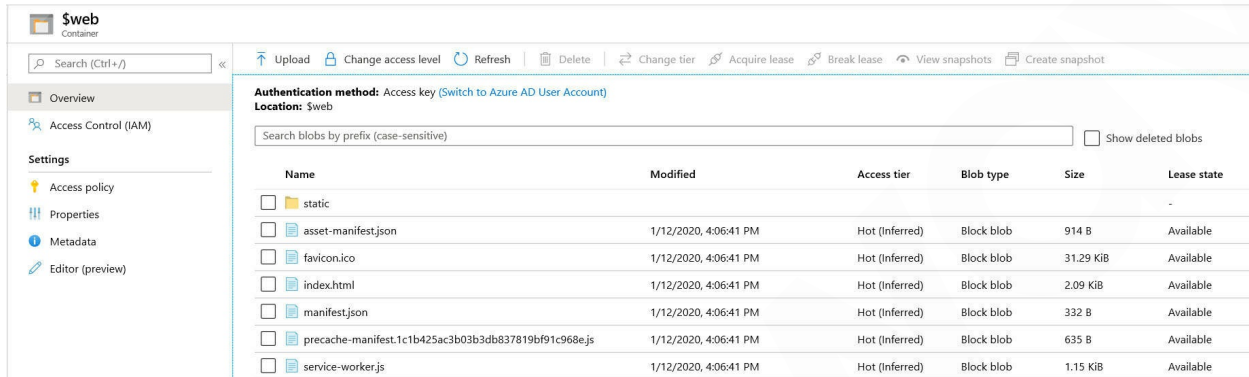 $web
Container
Search (Ctrl+/)
«
Overview
Access Control (IAM)
Settings
Access policy
Properties
Metadata
Editor (preview)
Upload Change access level Refresh Delete Change tier Acquire lease Break lease View snapshots Create snapshot
Authentication method: Access key (Switch to Azure AD User Account)
Location: $web
Search blobs by prefix (case-sensitive) Show deleted blobs
Name Modified Access tier Blob type Size Lease state
static -
asset-manifest.json 1/12/2020, 4:06:41 PM Hot (Inferred) Block blob 914 B Available
favicon.ico 1/12/2020, 4:06:41 PM Hot (Inferred) Block blob 31.29 KiB Available
index.html 1/12/2020, 4:06:41 PM Hot (Inferred) Block blob 2.09 KiB Available
manifest.json 1/12/2020, 4:06:41 PM Hot (Inferred) Block blob 332 B Available
precache-manifest.1c1b425ac3b03b3db837819bf91c968e.js 1/12/2020, 4:06:41 PM Hot (Inferred) Block blob 635 B Available
service-worker.js 1/12/2020, 4:06:41 PM Hot (Inferred) Block blob 1.15 KiB Available